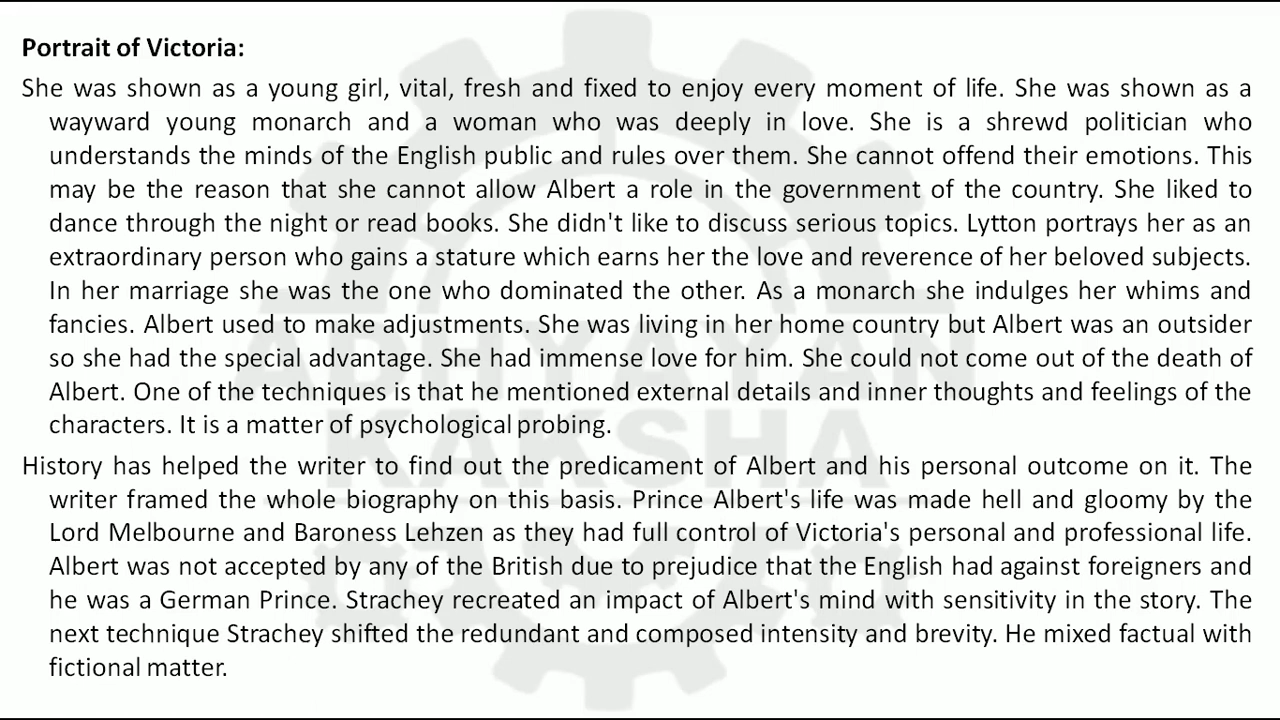 Portrait of Victoria:
She was shown as a young girl, vital, fresh and fixed to enjoy every moment of life. She was shown as a
wayward young monarch and a woman who was deeply in love. She is a shrewd politician who
understands the minds of the English public and rules over them. She cannot offend their emotions. This
may be the reason that she cannot allow Albert a role in the government of the country. She liked to
dance through the night or read books. She didn't like to discuss serious topics. Lytton portrays her as an
extraordinary person who gains a stature which earns her the love and reverence of her beloved subjects.
In her marriage she was the one who dominated the other. As a monarch she indulges her whims and
fancies. Albert used to make adjustments. She was living in her home country but Albert was an outsider
so she had the special advantage. She had immense love for him. She could not come out of the death of
Albert. One of the techniques is that he mentioned external details and inner thoughts and feelings of the
characters. It is a matter of psychological probing.
History has helped the writer to find out the predicament of Albert and his personal outcome on it. The
writer framed the whole biography on this basis. Prince Albert's life was made hell and gloomy by the
Lord Melbourne and Baroness Lehzen as they had full control of Victoria's personal and professional life.
Albert was not accepted by any of the British due to prejudice that the English had against foreigners and
he was a German Prince. Strachey recreated an impact of Albert's mind with sensitivity in the story. The
next technique Strachey shifted the redundant and composed intensity and brevity. He mixed factual with
fictional matter.
ADHYAYAN
KAKSHA